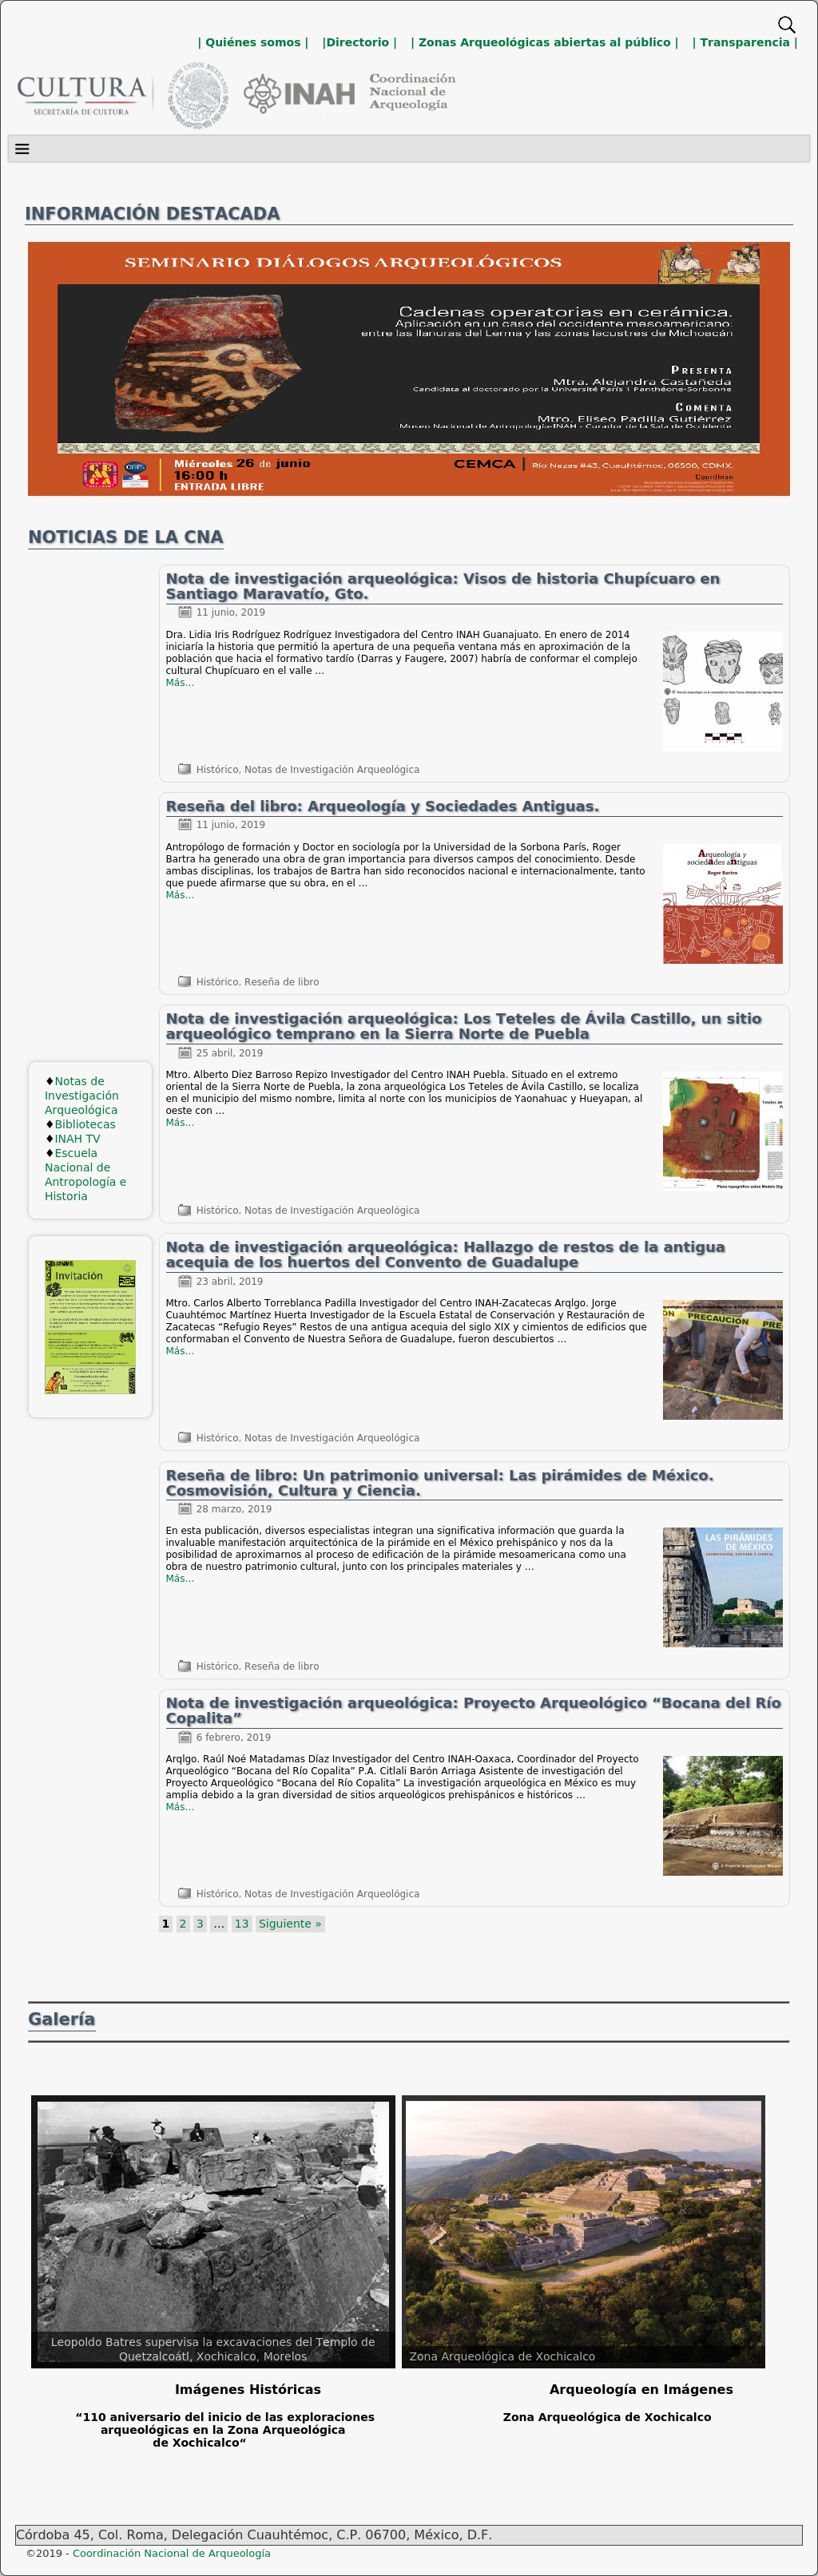 | Quiénes somos | |Directorio | | Zonas Arqueológicas abiertas al público | | Transparencia |
CULTURA
SECRETARÍA DE CULTURA
INAH
Coordinación
Nacional de
Arqueología
INFORMACIÓN DESTACADA
SEMINARIO DIÁLOGOS ARQUEOLÓGICOS
Cadenas operatorias en cerámica.
Aplicación en un caso del occidente mesoamericano:
entre las llanuras del Lerma y las zonas lacustres de Michoacán
PRESENTA
Mtra. Alejandra Castañeda
Candidata al doctorado por la Université París 1 Panthéone-Sorbonne
COMENTA
Mtro. Eliseo Padilla Gutiérrez
Museo Nacional de Antropología-INAH - Curador de la Sala de Occidente
Miércoles 26 de junio
16:00 h
ENTRADA LIBRE
CEMCA | Río Nazas #43, Cuauhtémoc, 06500, CDMX.
Coordinan
NOTICIAS DE LA CNA
Nota de investigación arqueológica: Visos de historia Chupícuaro en
Santiago Maravatío, Gto.
11 junio, 2019
Dra. Lidia Iris Rodríguez Rodríguez Investigadora del Centro INAH Guanajuato. En enero de 2014
iniciaría la historia que permitió la apertura de una pequeña ventana más en aproximación de la
población que hacia el formativo tardío (Darras y Faugere, 2007) habría de conformar el complejo
cultural Chupícuaro en el valle …
Más...
Histórico, Notas de Investigación Arqueológica
Reseña del libro: Arqueología y Sociedades Antiguas.
11 junio, 2019
Antropólogo de formación y Doctor en sociología por la Universidad de la Sorbona París, Roger
Bartra ha generado una obra de gran importancia para diversos campos del conocimiento. Desde
ambas disciplinas, los trabajos de Bartra han sido reconocidos nacional e internacionalmente, tanto
que puede afirmarse que su obra, en el …
Más...
Arqueología y
sociedades antiguas
Roger Bartra
Histórico, Reseña de libro
Nota de investigación arqueológica: Los Teteles de Ávila Castillo, un sitio
arqueológico temprano en la Sierra Norte de Puebla
25 abril, 2019
Mtro. Alberto Diez Barroso Repizo Investigador del Centro INAH Puebla. Situado en el extremo
oriental de la Sierra Norte de Puebla, la zona arqueológica Los Teteles de Ávila Castillo, se localiza
en el municipio del mismo nombre, limita al norte con los municipios de Yaonahuac y Hueyapan, al
oeste con …
Más...
Histórico, Notas de Investigación Arqueológica
♦Notas de
Investigación
Arqueológica
♦Bibliotecas
♦INAH TV
♦Escuela
Nacional de
Antropología e
Historia
Invitación
Nota de investigación arqueológica: Hallazgo de restos de la antigua
acequia de los huertos del Convento de Guadalupe
23 abril, 2019
Mtro. Carlos Alberto Torreblanca Padilla Investigador del Centro INAH-Zacatecas Arqlgo. Jorge
Cuauhtémoc Martínez Huerta Investigador de la Escuela Estatal de Conservación y Restauración de
Zacatecas “Refugio Reyes” Restos de una antigua acequia del siglo XIX y cimientos de edificios que
conformaban el Convento de Nuestra Señora de Guadalupe, fueron descubiertos …
Más...
PRECAUCIÓN
Histórico, Notas de Investigación Arqueológica
Reseña de libro: Un patrimonio universal: Las pirámides de México.
Cosmovisión, Cultura y Ciencia.
28 marzo, 2019
En esta publicación, diversos especialistas integran una significativa información que guarda la
invaluable manifestación arquitectónica de la pirámide en el México prehispánico y nos da la
posibilidad de aproximarnos al proceso de edificación de la pirámide mesoamericana como una
obra de nuestro patrimonio cultural, junto con los principales materiales y …
Más...
LAS PIRÁMIDES
DE MÉXICO
COSMOVISIÓN, CULTURA Y CIENCIA
Histórico, Reseña de libro
Nota de investigación arqueológica: Proyecto Arqueológico “Bocana del Río
Copalita”
6 febrero, 2019
Arqlgo. Raúl Noé Matadamas Díaz Investigador del Centro INAH-Oaxaca, Coordinador del Proyecto
Arqueológico “Bocana del Río Copalita” P.A. Citlali Barón Arriaga Asistente de investigación del
Proyecto Arqueológico “Bocana del Río Copalita” La investigación arqueológica en México es muy
amplia debido a la gran diversidad de sitios arqueológicos prehispánicos e históricos …
Más...
Histórico, Notas de Investigación Arqueológica
1 2 3 … 13 Siguiente »
Galería
Leopoldo Batres supervisa la excavaciones del Templo de
Quetzalcoátl, Xochicalco, Morelos
Zona Arqueológica de Xochicalco
Imágenes Históricas
Arqueología en Imágenes
“110 aniversario del inicio de las exploraciones
arqueológicas en la Zona Arqueológica
de Xochicalco“
Zona Arqueológica de Xochicalco
Córdoba 45, Col. Roma, Delegación Cuauhtémoc, C.P. 06700, México, D.F.
©2019 - Coordinación Nacional de Arqueología